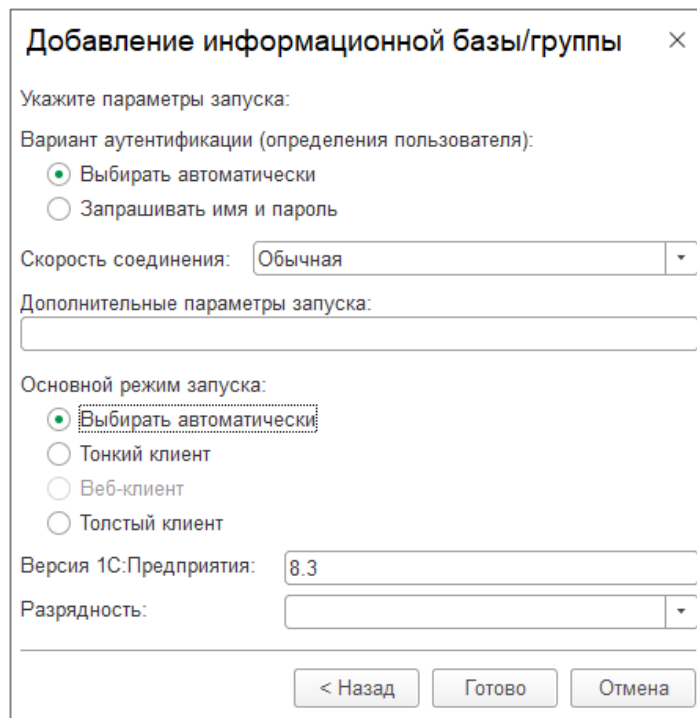 Добавление информационной базы/группы
Укажите параметры запуска:
Вариант аутентификации (определения пользователя):
Выбирать автоматически
Запрашивать имя и пароль
Скорость соединения: Обычная
Дополнительные параметры запуска:
Основной режим запуска:
Выбирать автоматически
Тонкий клиент
Веб-клиент
Толстый клиент
Версия 1С:Предприятия: 8.3
Разрядность:
< Назад Готово Отмена